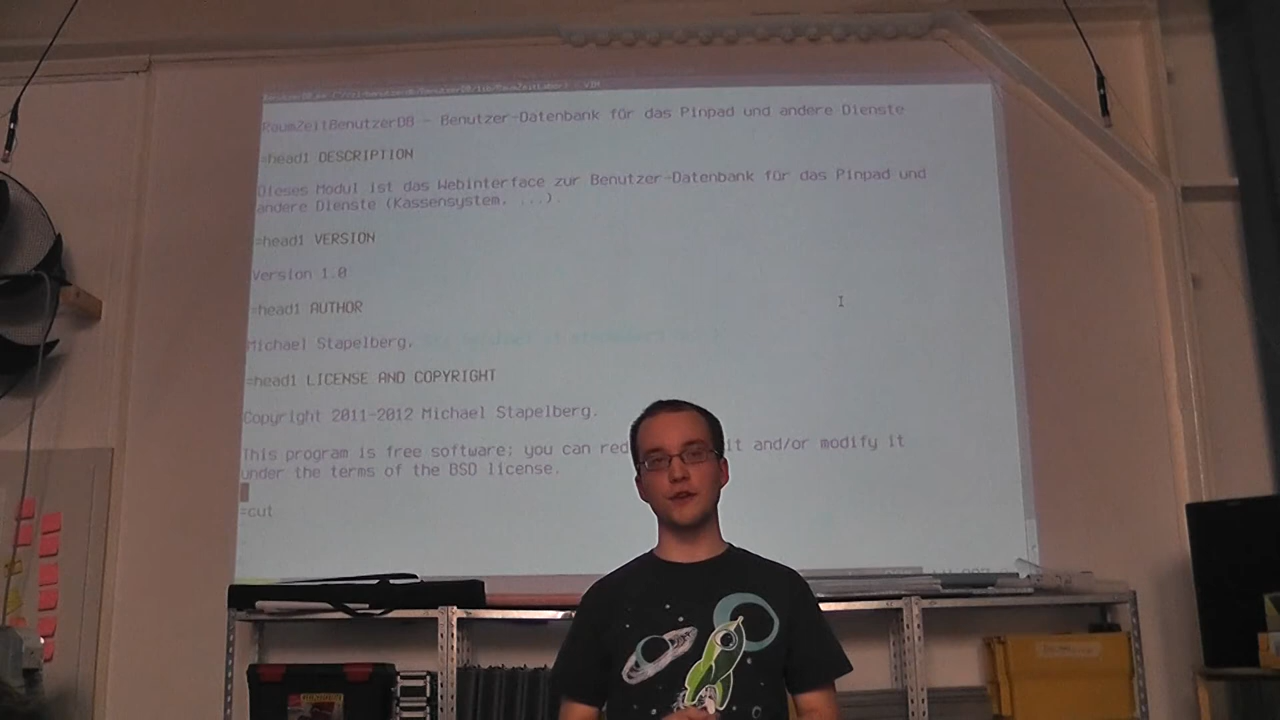 RaumZeitBenutzerDB - Benutzer-Datenbank für das Pinpad und andere Dienste
=head1 DESCRIPTION
Dieses Modul ist das Webinterface zur Benutzer-Datenbank für das Pinpad und
andere Dienste (Kassensystem, ...).
=head1 VERSION
Version 1.0
=head1 AUTHOR
Michael Stapelberg,
=head1 LICENSE AND COPYRIGHT
Copyright 2011-2012 Michael Stapelberg.
This program is free software; you can red it and/or modify it
under the terms of the BSD license.
=cut